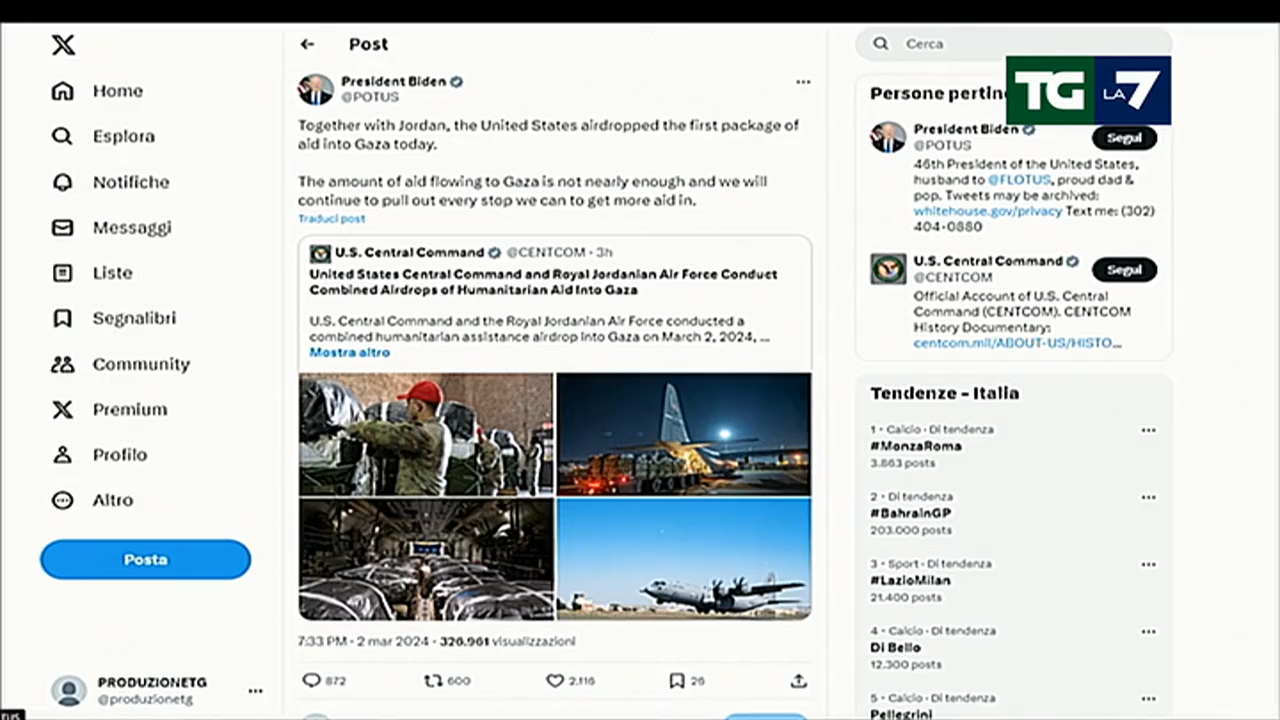 Post
Cerca
TG LA7
Home
Esplora
Notifiche
Messaggi
Liste
Segnalibri
Community
Premium
Profilo
Altro
Posta
PRODUZIONETG
@produzionetg
President Biden
@POTUS
Together with Jordan, the United States airdropped the first package of
aid into Gaza today.
The amount of aid flowing to Gaza is not nearly enough and we will
continue to pull out every stop we can to get more aid in.
Traduci post
U.S. Central Command @CENTCOM · 3h
United States Central Command and Royal Jordanian Air Force Conduct
Combined Airdrops of Humanitarian Aid Into Gaza
U.S. Central Command and the Royal Jordanian Air Force conducted a
combined humanitarian assistance airdrop into Gaza on March 2, 2024, ...
Mostra altro
7:33 PM · 2 mar 2024 · 326.961 visualizzazioni
872
600
2.116
26
Persone
President Biden
@POTUS
Segui
46th President of the United States,
husband to @FLOTUS, proud dad &
pop. Tweets may be archived:
whitehouse.gov/privacy Text me: (302)
404-0880
U.S. Central Command
@CENTCOM
Segui
Official Account of U.S. Central
Command (CENTCOM). CENTCOM
History Documentary:
centcom.mil/ABOUT-US/HISTO...
Tendenze - Italia
1 · Calcio · Di tendenza
#MonzaRoma
3.863 posts
2 · Di tendenza
#BahrainGP
203.000 posts
3 · Sport · Di tendenza
#LazioMilan
21.400 posts
4 · Calcio · Di tendenza
Di Bello
12.300 posts
5 · Calcio · Di tendenza
Pellegrini